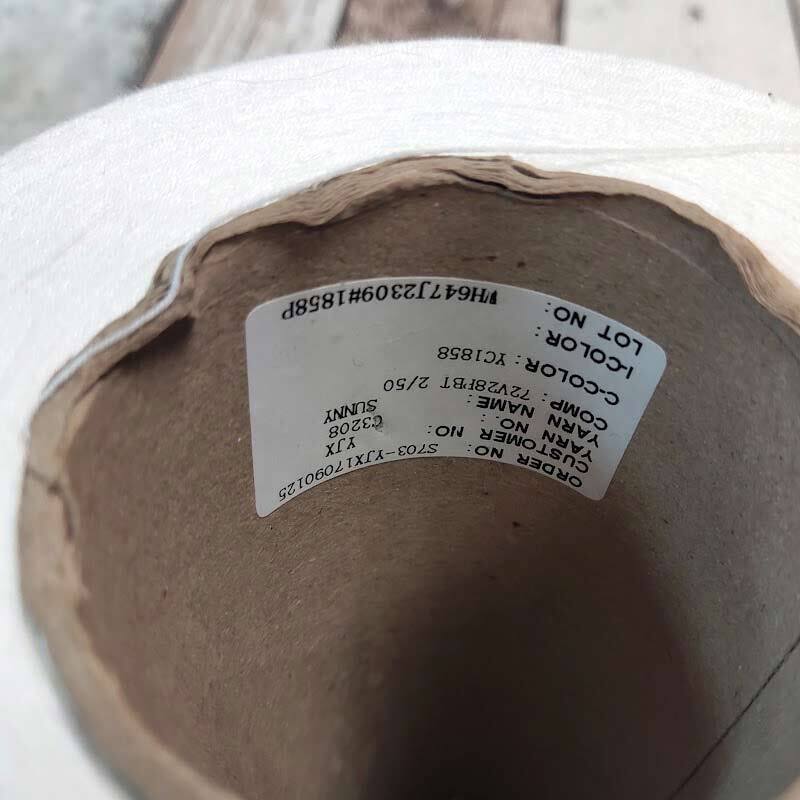 ORDER NO: S703-YJX17090125
CUSTOMER NO: YJX
YARN NO.: C3208
YARN NAME: SUNNY
COMP: 72V28PBT 2/50
C-COLOR: YC1858
I-COLOR:
LOT NO: WH647J2309#1858P